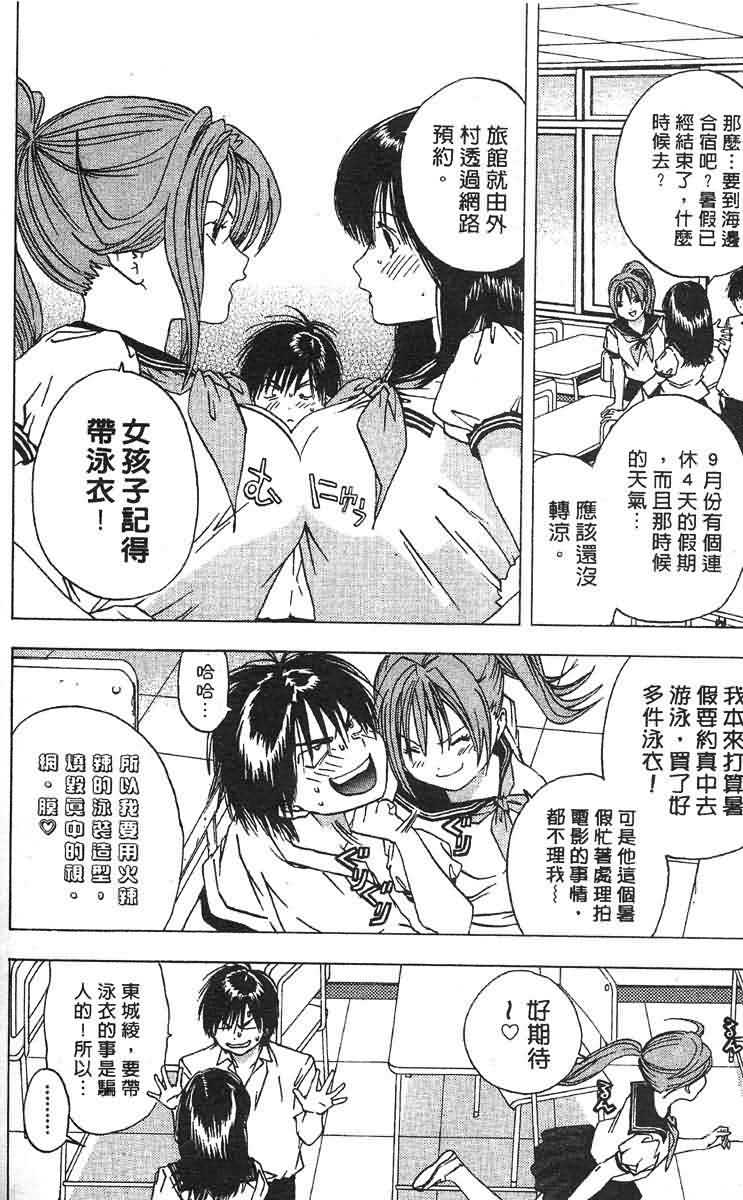 那麼…要到海邊
合宿吧？暑假已
經結束了，什麼
時候去？
9月份有個連
休4天的假期
，而且那時候
的天氣…
應該還沒
轉涼。
旅館就由外
村透過網路
預約。
女孩子記得
帶泳衣！
にゅう
む
我本來打算暑
假要約真中去
游泳，買了好
多件泳衣！
可是他這個暑
假忙著處理拍
電影的事情，
都不理我～
哈
哈…
所以我要用火辣
辣的泳裝造型，
燒毀真中的視．
網．膜♡
ぐりぐり
ぐりぐり
好期待
～♡
東城綾，要帶
泳衣的事是騙
人的！所以…
………